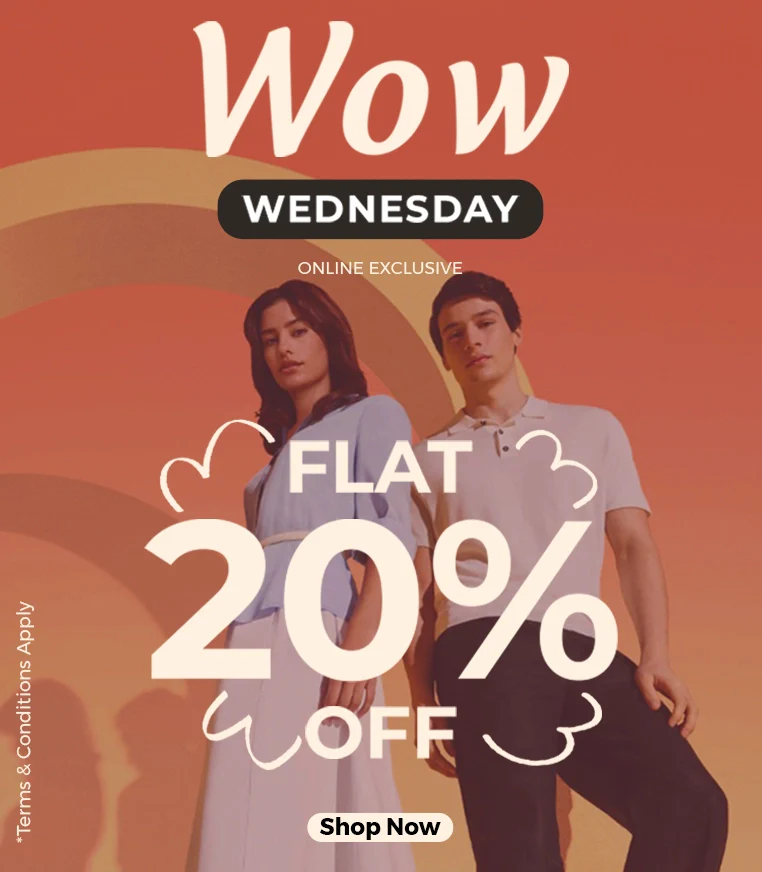 Wow
WEDNESDAY
ONLINE EXCLUSIVE
FLAT
20%
OFF
Shop Now
*Terms & Conditions Apply